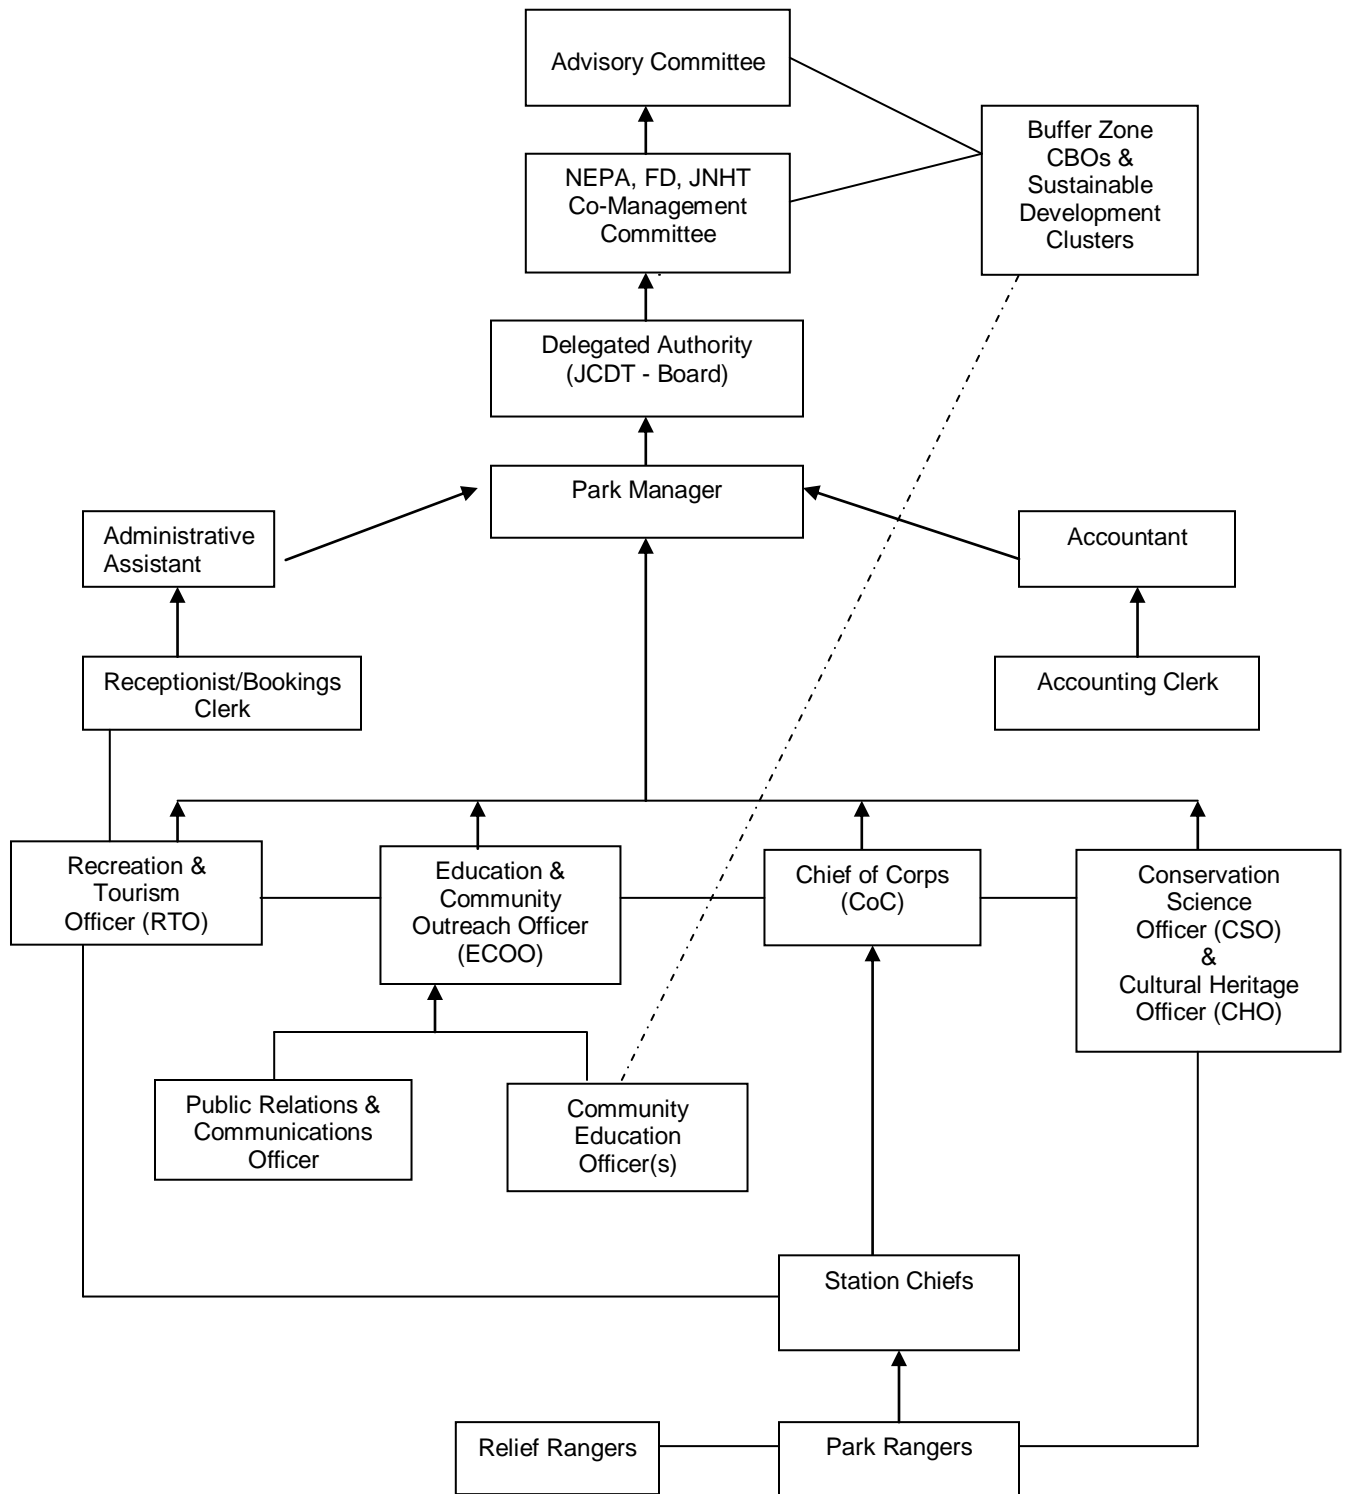 Advisory Committee
Buffer Zone
CBOs &
Sustainable
Development
Clusters
NEPA, FD, JNHT
Co-Management
Committee
Delegated Authority
(JCDT - Board)
Park Manager
Administrative
Assistant
Accountant
Receptionist/Bookings
Clerk
Accounting Clerk
Recreation &
Tourism
Officer (RTO)
Education &
Community
Outreach Officer
(ECOO)
Chief of Corps
(CoC)
Conservation
Science
Officer (CSO)
&
Cultural Heritage
Officer (CHO)
Public Relations &
Communications
Officer
Community
Education
Officer(s)
Station Chiefs
Relief Rangers
Park Rangers